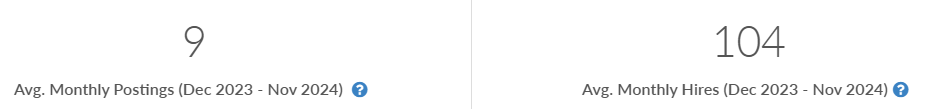 9
Avg. Monthly Postings (Dec 2023 - Nov 2024) ?
104
Avg. Monthly Hires (Dec 2023 - Nov 2024) ?